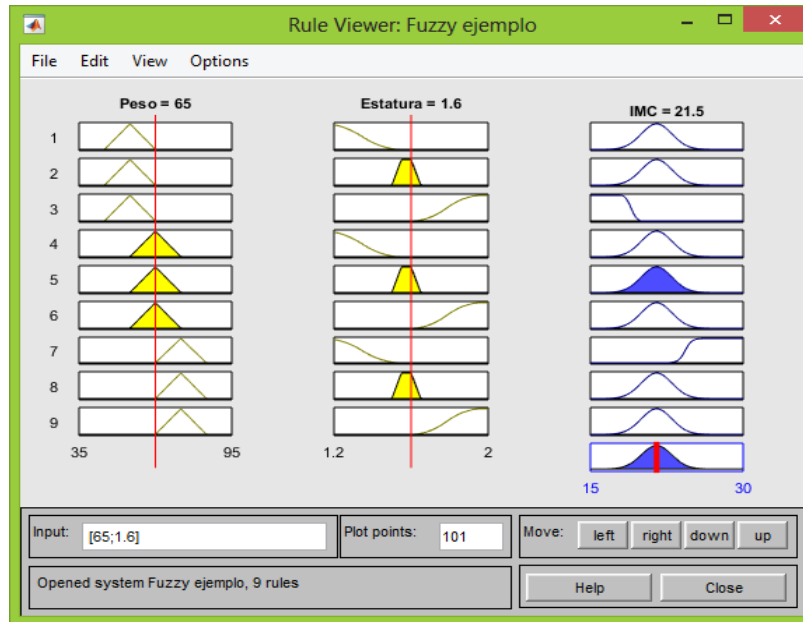 Rule Viewer: Fuzzy ejemplo
File Edit View Options
Peso = 65 Estatura = 1.6 IMC = 21.5
1
2
3
4
5
6
7
8
9
35 95 1.2 2
15 30
Input: [65;1.6] Plot points: 101 Move: left right down up
Opened system Fuzzy ejemplo, 9 rules Help Close